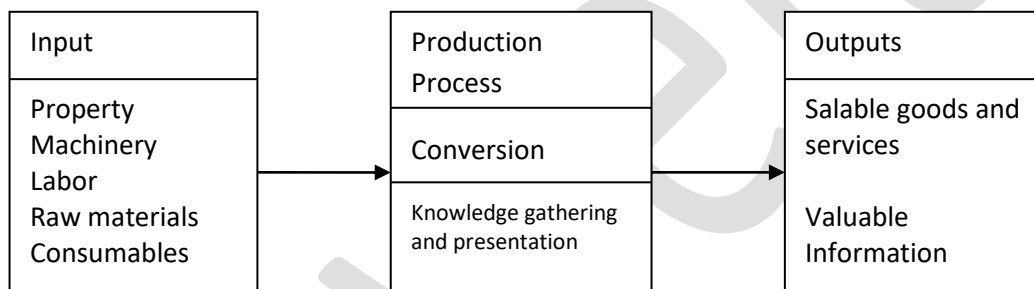 Input
Property
Machinery
Labor
Raw materials
Consumables
Production
Process
Conversion
Knowledge gathering
and presentation
Outputs
Salable goods and
services
Valuable
Information